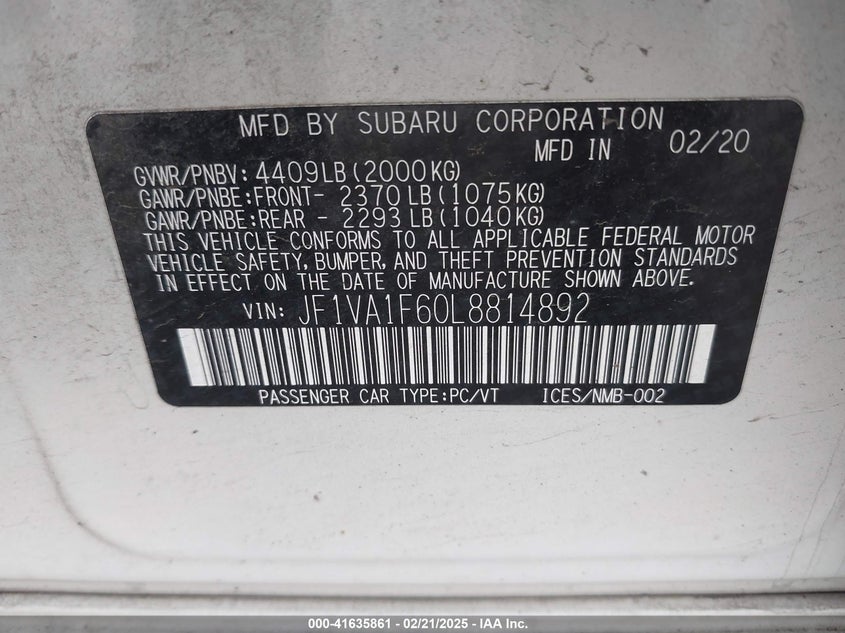 MFD BY SUBARU CORPORATION
MFD IN 02/20
GVWR/PNBV: 4409LB(2000KG)
GAWR/PNBE:FRONT- 2370LB(1075KG)
GAWR/PNBE:REAR - 2293LB(1040KG)
THIS VEHICLE CONFORMS TO ALL APPLICABLE FEDERAL MOTOR
VEHICLE SAFETY, BUMPER, AND THEFT PREVENTION STANDARDS
IN EFFECT ON THE DATE OF MANUFACTURE SHOWN ABOVE.
VIN: JF1VA1F60L8814892
PASSENGER CAR TYPE:PC/VT ICES/NMB-002
000-41635861 - 02/21/2025 - IAA Inc.